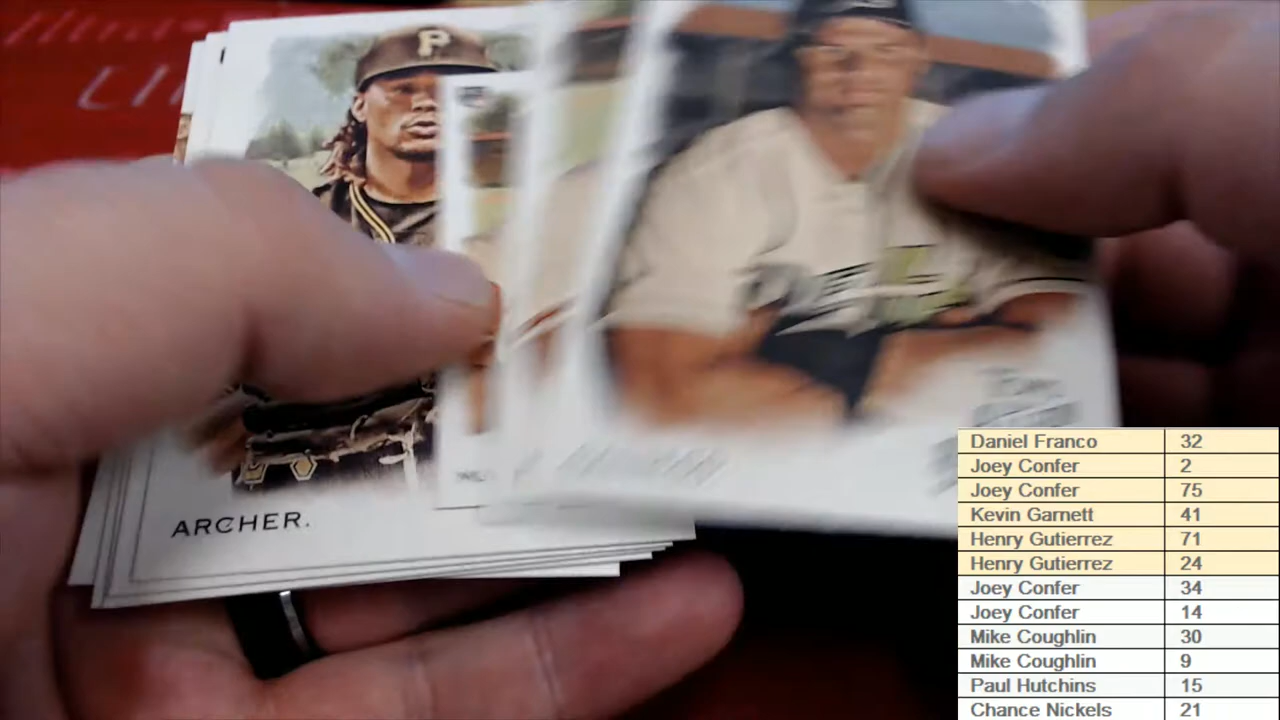 P
ARCHER.
Daniel Franco 32
Joey Confer 2
Joey Confer 75
Kevin Garnett 41
Henry Gutierrez 71
Henry Gutierrez 24
Joey Confer 34
Joey Confer 14
Mike Coughlin 30
Mike Coughlin 9
Paul Hutchins 15
Chance Nickels 21